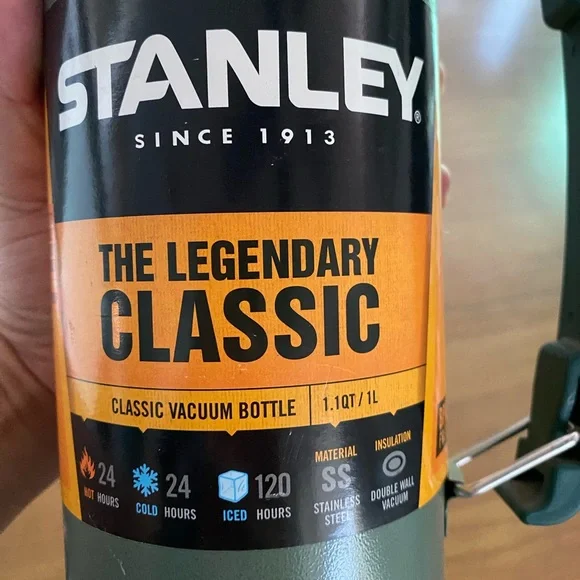 STANLEY®
SINCE 1913
THE LEGENDARY
CLASSIC
CLASSIC VACUUM BOTTLE 1.1QT / 1L
24
HOT HOURS
24
COLD HOURS
120
ICED HOURS
MATERIAL
SS
STAINLESS
STEEL
INSULATION
DOUBLE WALL
VACUUM